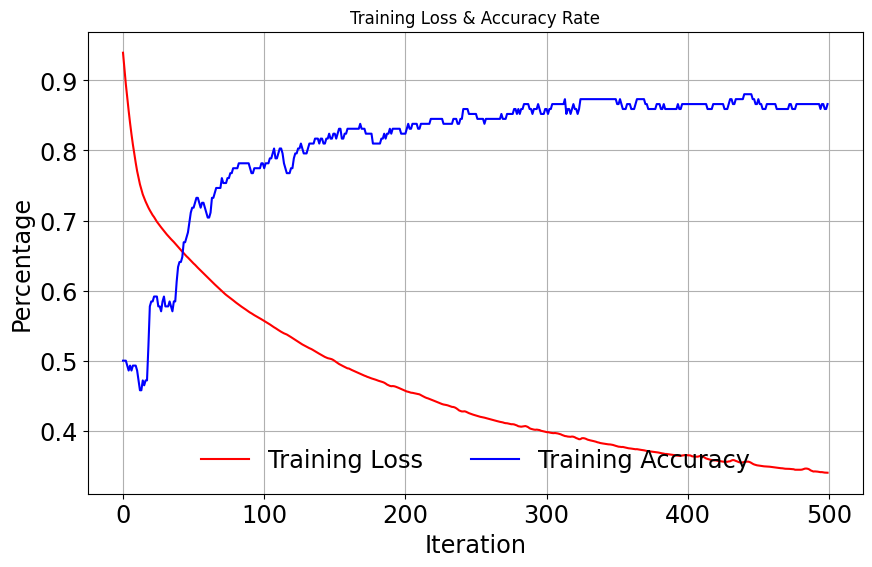 Training Loss & Accuracy Rate
0.9
0.8
0.7
0.6
0.5
0.4
Percentage
Training Loss
Training Accuracy
0 100 200 300 400 500
Iteration